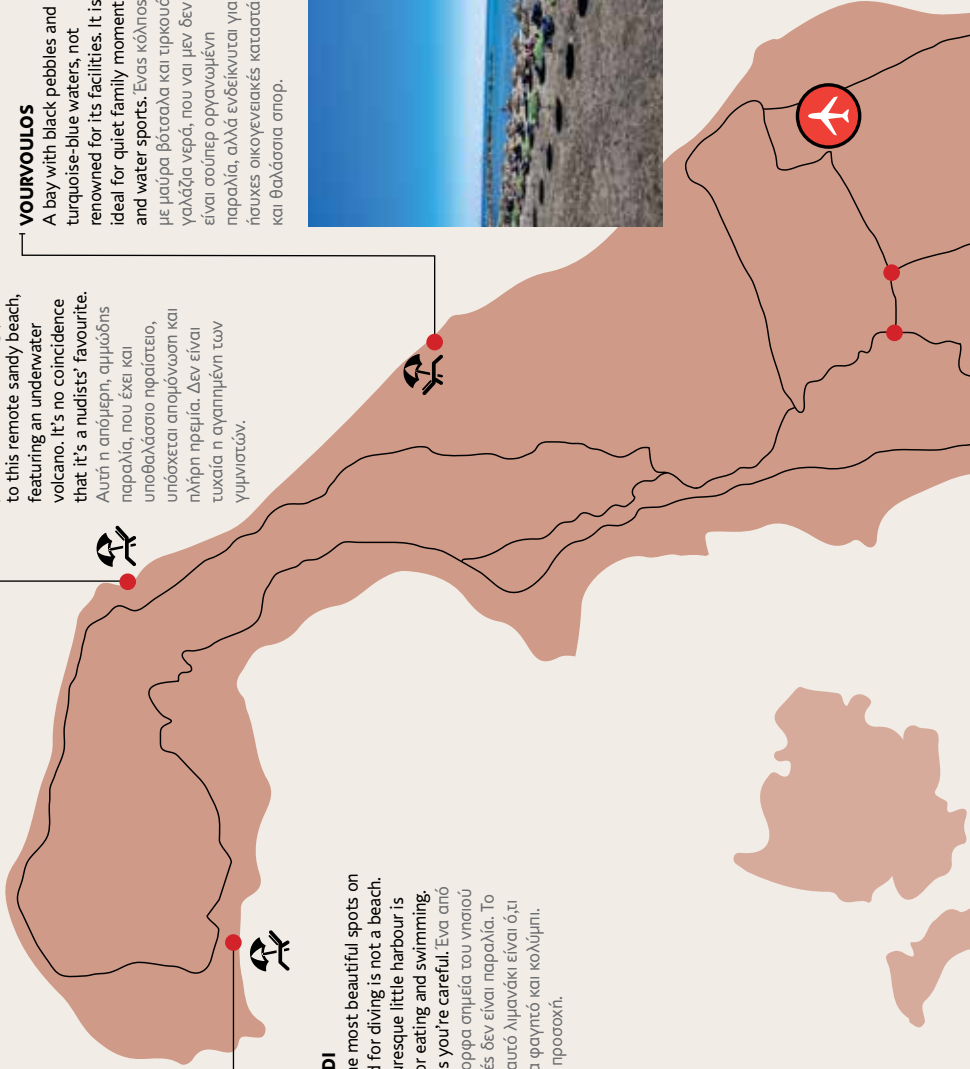 VOURVOULOS
A bay with black pebbles and
turquoise-blue waters, not
renowned for its facilities. It is
ideal for quiet family moment
and water sports. Ένας κόλπος
με μαύρα βότσαλα και τιρκουά
γαλάζια νερά, που ναι μεν δεν
είναι σούπερ οργανωμένη
παραλία, αλλά ενδείκνυται για
ήσυχες οικογενειακές καταστά
και θαλάσσια σπορ.
to this remote sandy beach,
featuring an underwater
volcano. It's no coincidence
that it's a nudists' favourite.
Αυτή η απόμερη, αμμώδης
παραλία, που έχει και
υποθαλάσσιο ηφαίστειο,
υπόσχεται απομόνωση και
πλήρη ηρεμία. Δεν είναι
τυχαία η αγαπημένη των
γυμνιστών.
DI
e most beautiful spots on
d for diving is not a beach.
uresque little harbour is
or eating and swimming.
s you're careful. Ένα από
ορφα σημεία του νησιού
ές δεν είναι παραλία. Το
αυτό λιμανάκι είναι ό,τι
α φαγητό και κολύμπι.
προσοχή.